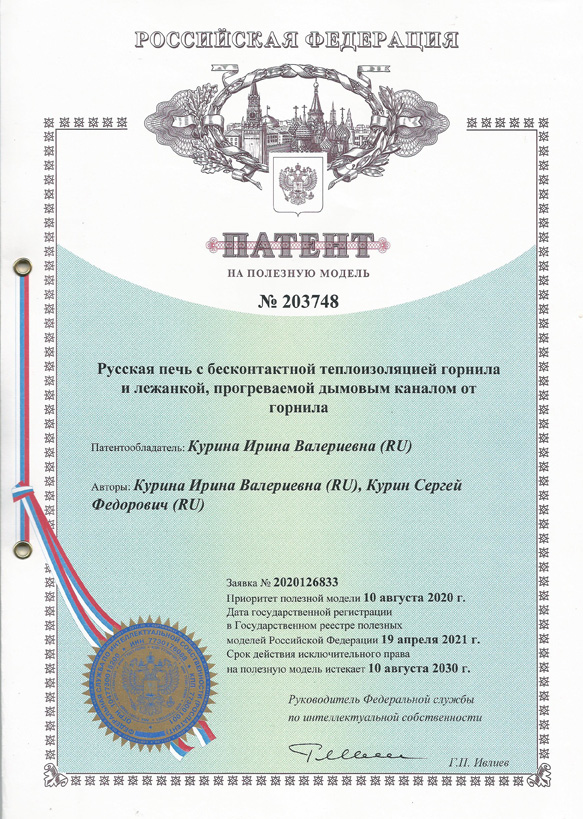 РОССИЙСКАЯ ФЕДЕРАЦИЯ
ПАТЕНТ
НА ПОЛЕЗНУЮ МОДЕЛЬ
№ 203748
Русская печь с бесконтактной теплоизоляцией горнила
и лежанкой, прогреваемой дымовым каналом от
горнила
Патентообладатель: Курина Ирина Валериевна (RU)
Авторы: Курина Ирина Валериевна (RU), Курин Сергей
Федорович (RU)
Заявка № 2020126833
Приоритет полезной модели 10 августа 2020 г.
Дата государственной регистрации
в Государственном реестре полезных
моделей Российской Федерации 19 апреля 2021 г.
Срок действия исключительного права
на полезную модель истекает 10 августа 2030 г.
Руководитель Федеральной службы
по интеллектуальной собственности
Г.П. Ивлиев